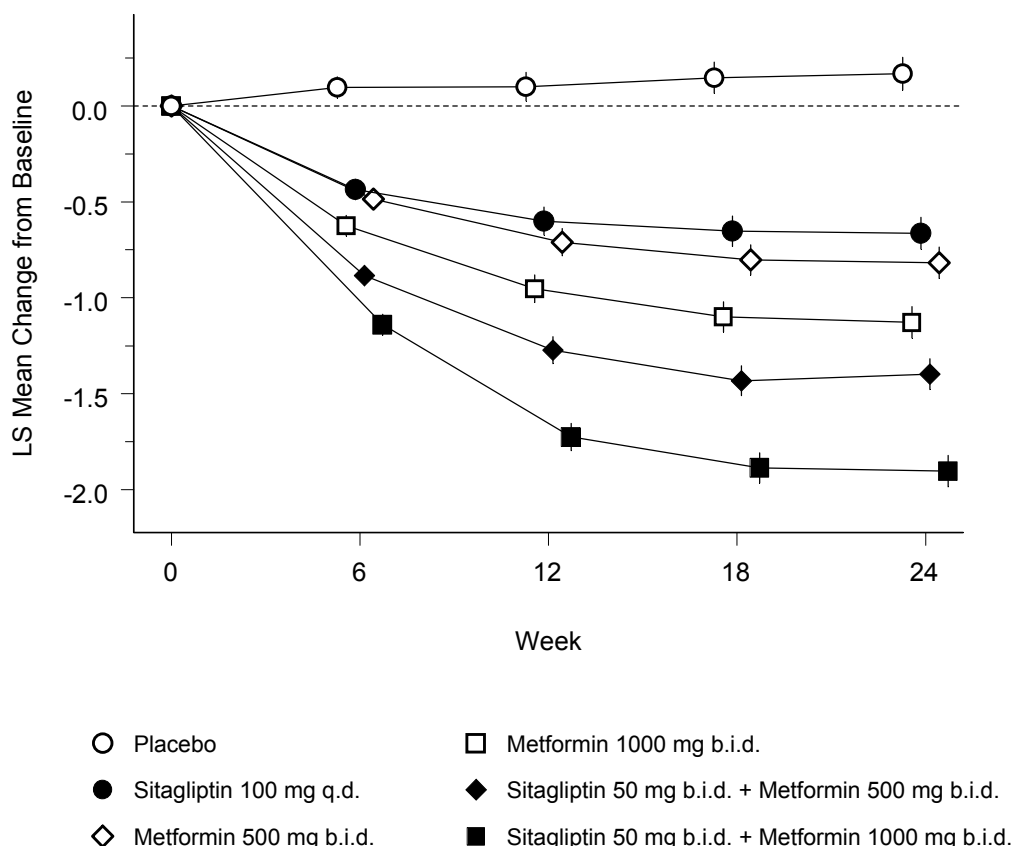 LS Mean Change from Baseline
0.0
-0.5
-1.0
-1.5
-2.0
0 6 12 18 24
Week
Placebo
Sitagliptin 100 mg q.d.
Metformin 500 mg b.i.d.
Metformin 1000 mg b.i.d.
Sitagliptin 50 mg b.i.d. + Metformin 500 mg b.i.d.
Sitagliptin 50 mg b.i.d. + Metformin 1000 mg b.i.d.